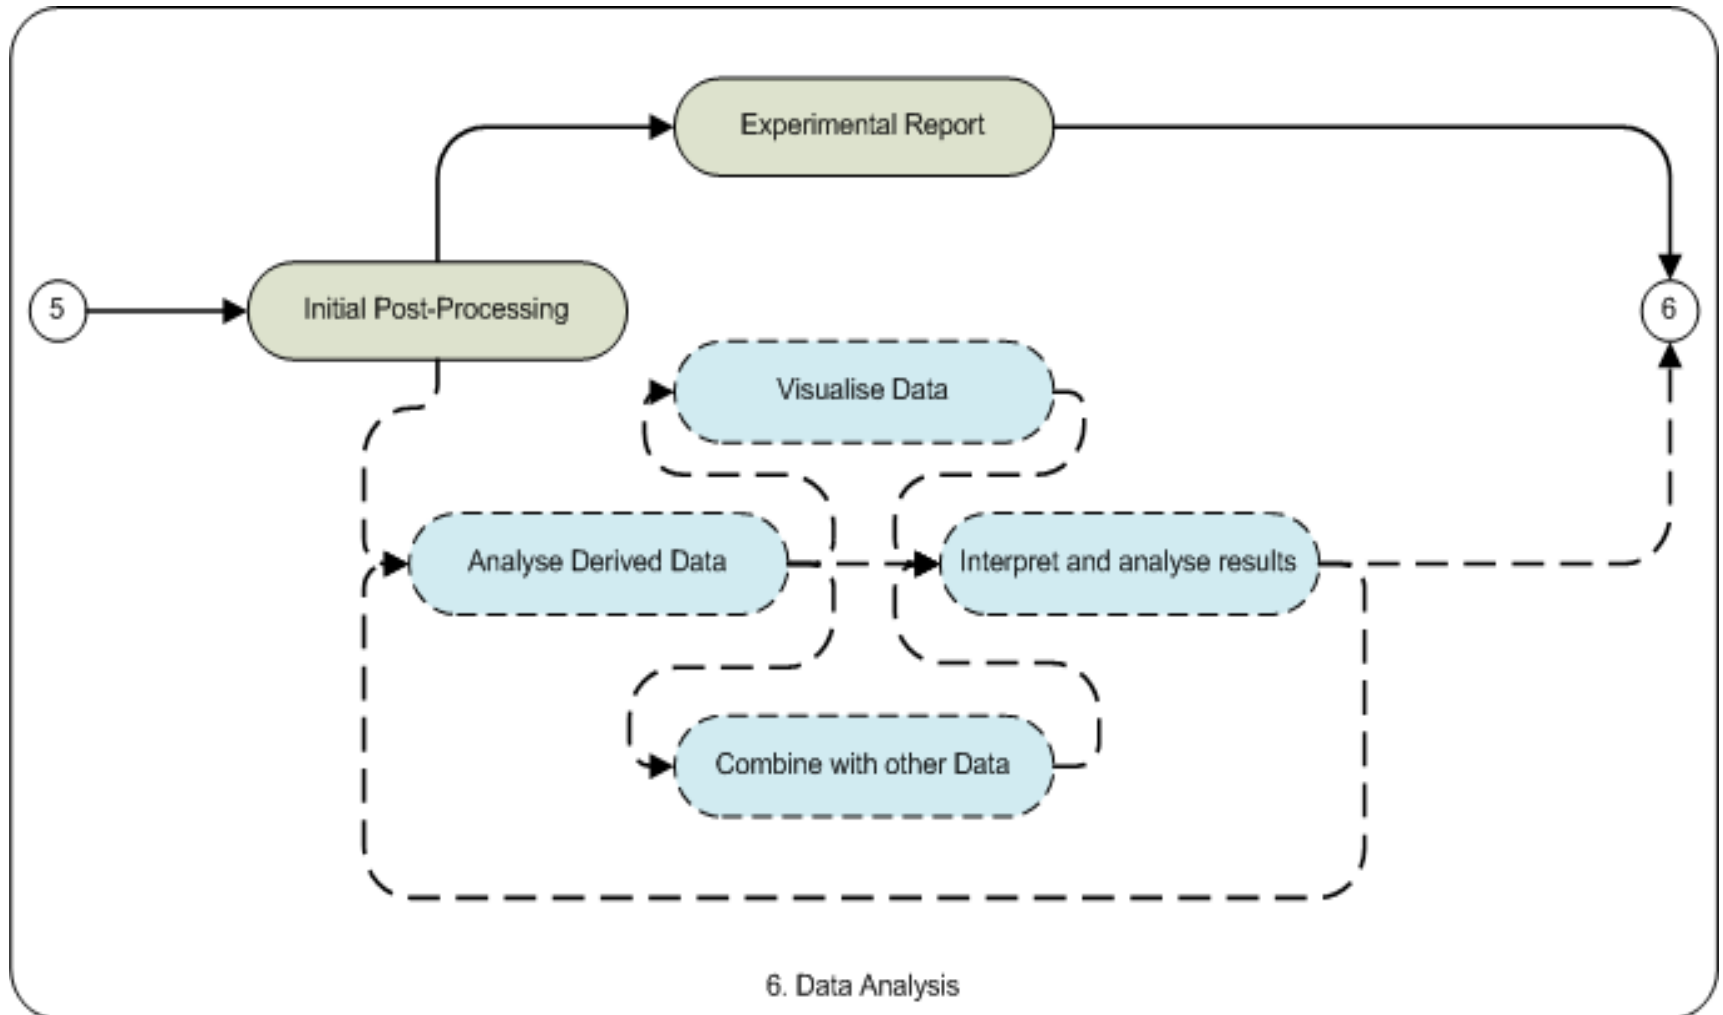 Experimental Report
5
Initial Post-Processing
6
Visualise Data
Analyse Derived Data
Interpret and analyse results
Combine with other Data
6. Data Analysis